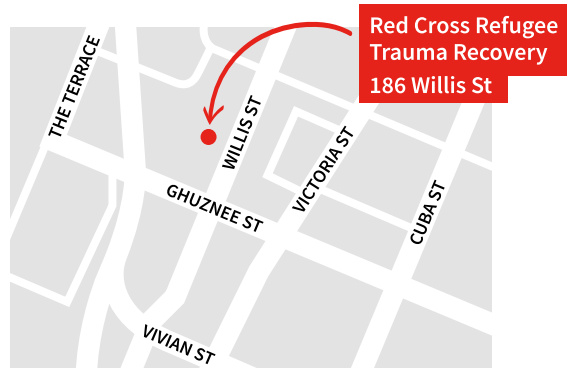 Red Cross Refugee
Trauma Recovery
186 Willis St
THE TERRACE
WILLIS ST
VICTORIA ST
GHUZNEE ST
CUBA ST
VIVIAN ST